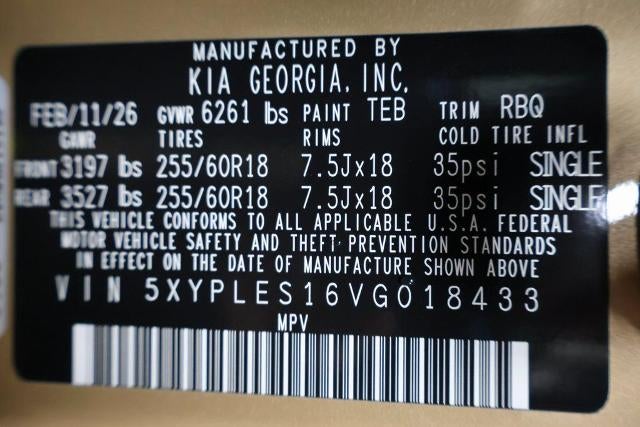 MANUFACTURED BY
KIA GEORGIA, INC.
FEB/11/26 GVWR 6261 lbs PAINT TEB TRIM RBQ
GAWR TIRES RIMS COLD TIRE INFL
FRONT 3197 lbs 255/60R18 7.5Jx18 35psi SINGLE
REAR 3527 lbs 255/60R18 7.5Jx18 35psi SINGLE
THIS VEHICLE CONFORMS TO ALL APPLICABLE U.S.A. FEDERAL
MOTOR VEHICLE SAFETY AND THEFT PREVENTION STANDARDS
IN EFFECT ON THE DATE OF MANUFACTURE SHOWN ABOVE
VIN 5XYPLES16VG018433
MPV